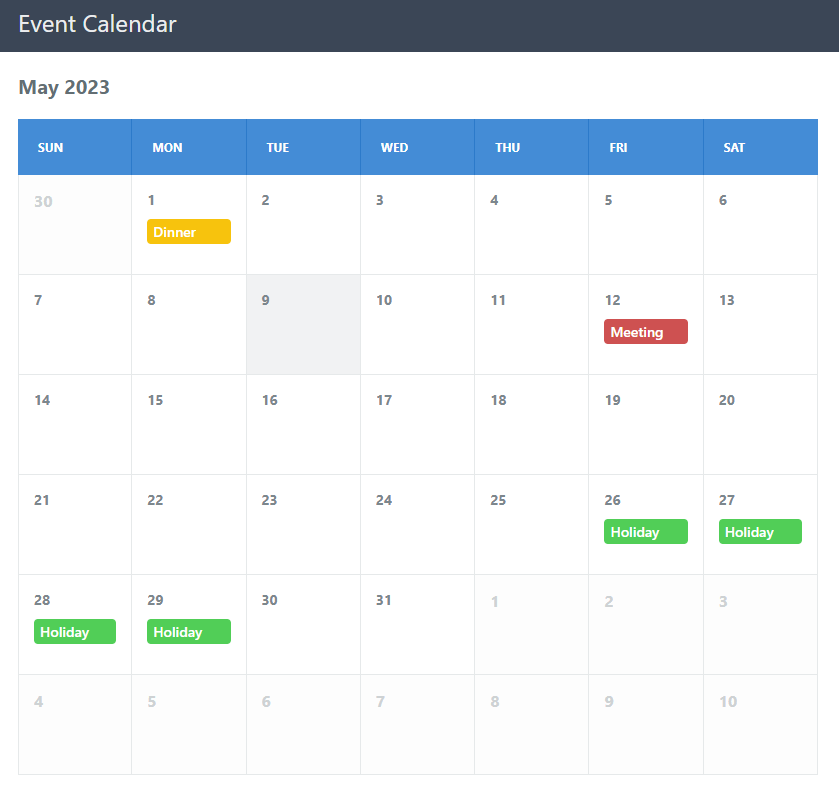 Event Calendar
May 2023
SUN MON TUE WED THU FRI SAT
30 1 2 3 4 5 6
Dinner
7 8 9 10 11 12 13
Meeting
14 15 16 17 18 19 20
21 22 23 24 25 26 27
Holiday Holiday
28 29 30 31 1 2 3
Holiday Holiday
4 5 6 7 8 9 10